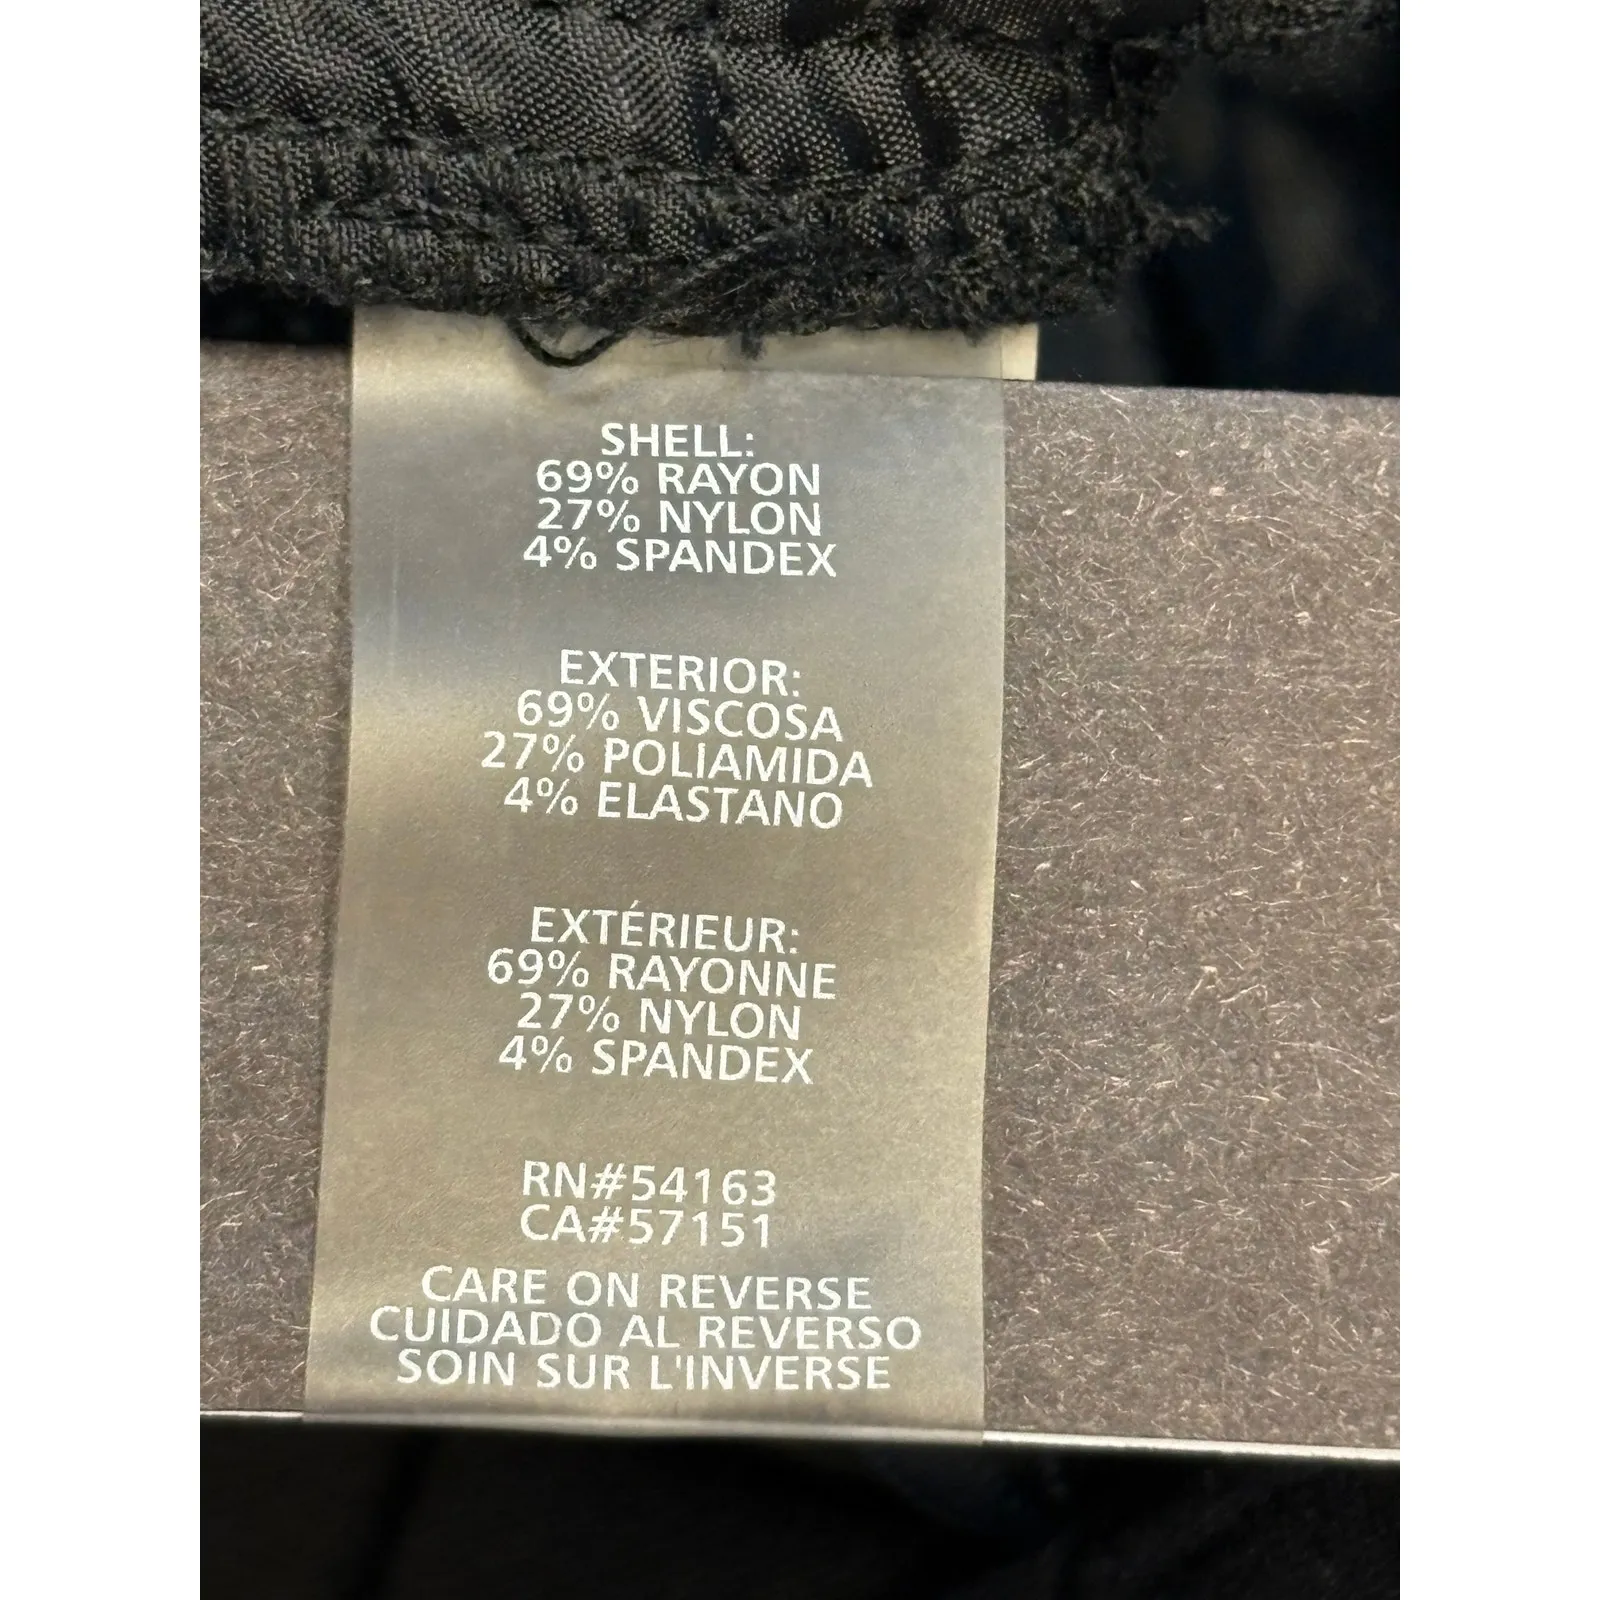 SHELL:
69% RAYON
27% NYLON
4% SPANDEX
EXTERIOR:
69% VISCOSA
27% POLIAMIDA
4% ELASTANO
EXTÉRIEUR:
69% RAYONNE
27% NYLON
4% SPANDEX
RN#54163
CA#57151
CARE ON REVERSE
CUIDADO AL REVERSO
SOIN SUR L'INVERSE